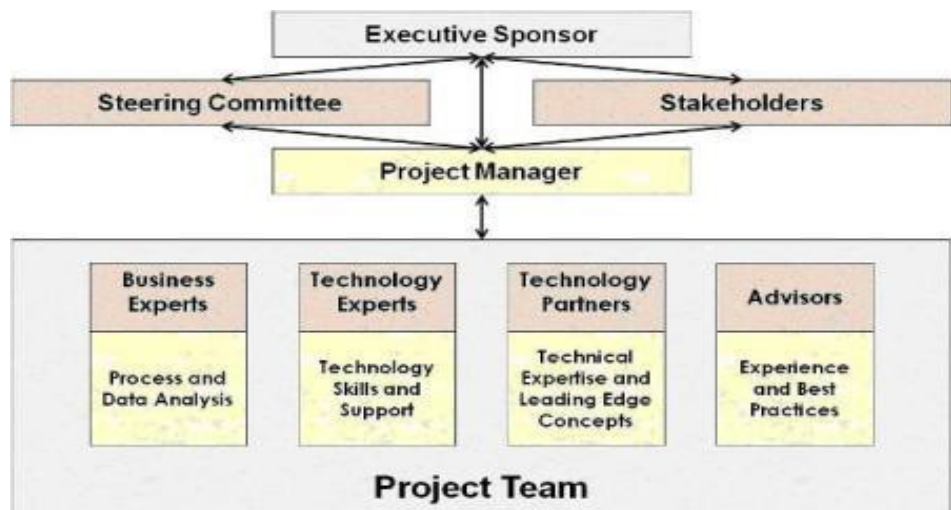 Executive Sponsor
Steering Committee
Stakeholders
Project Manager
Business
Experts
Process and
Data Analysis
Technology
Experts
Technology
Skills and
Support
Technology
Partners
Technical
Expertise and
Leading Edge
Concepts
Advisors
Experience
and Best
Practices
Project Team